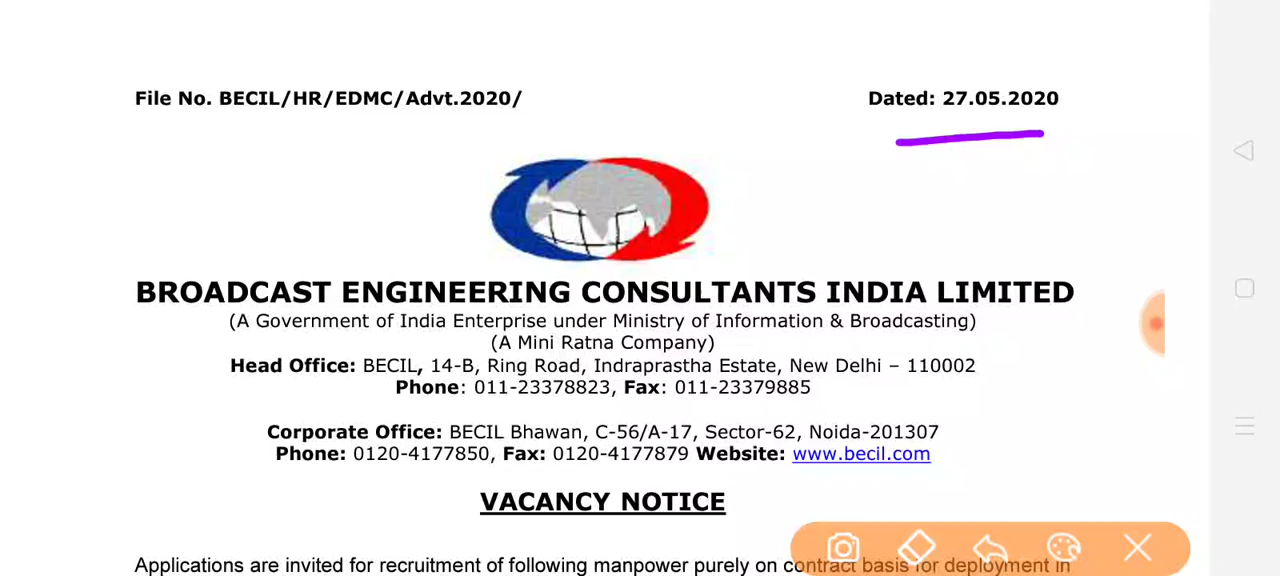 File No. BECIL/HR/EDMC/Advt.2020/ Dated: 27.05.2020
BROADCAST ENGINEERING CONSULTANTS INDIA LIMITED
(A Government of India Enterprise under Ministry of Information & Broadcasting)
(A Mini Ratna Company)
Head Office: BECIL, 14-B, Ring Road, Indraprastha Estate, New Delhi – 110002
Phone: 011-23378823, Fax: 011-23379885
Corporate Office: BECIL Bhawan, C-56/A-17, Sector-62, Noida-201307
Phone: 0120-4177850, Fax: 0120-4177879 Website: www.becil.com
VACANCY NOTICE
Applications are invited for recruitment of following manpower purely on contract basis for deployment in